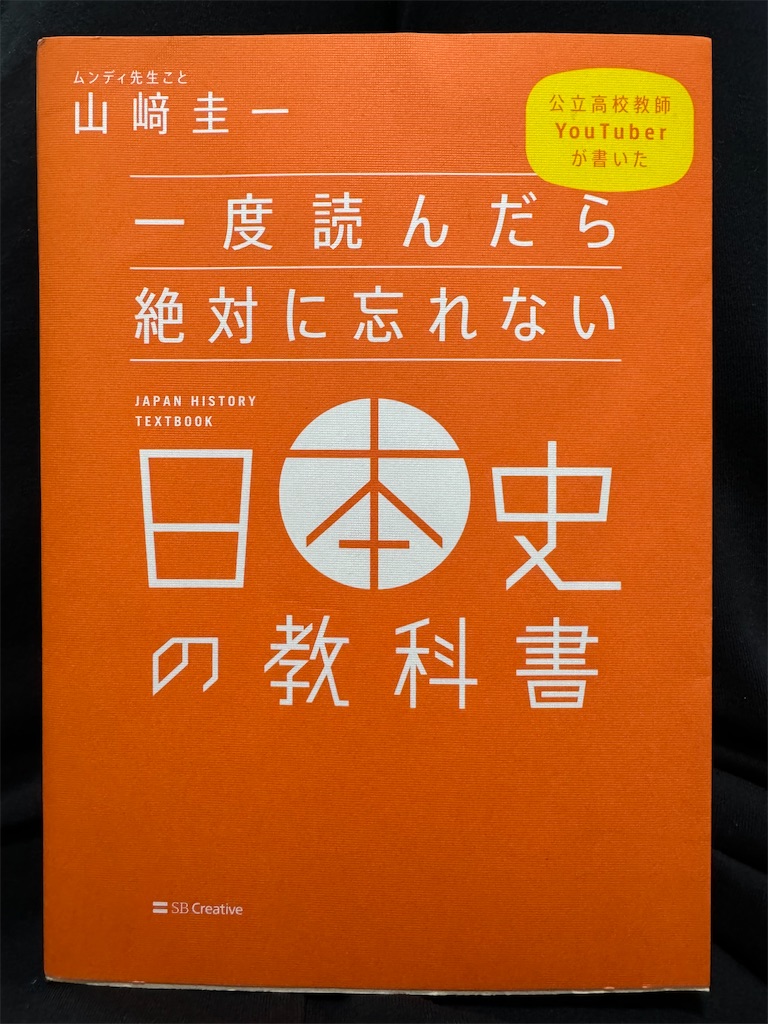 ムンディ先生こと
山﨑圭一
公立高校教師
YouTuber
が書いた
一度読んだら
絶対に忘れない
JAPAN HISTORY
TEXTBOOK
日本史
の教科書
SB Creative